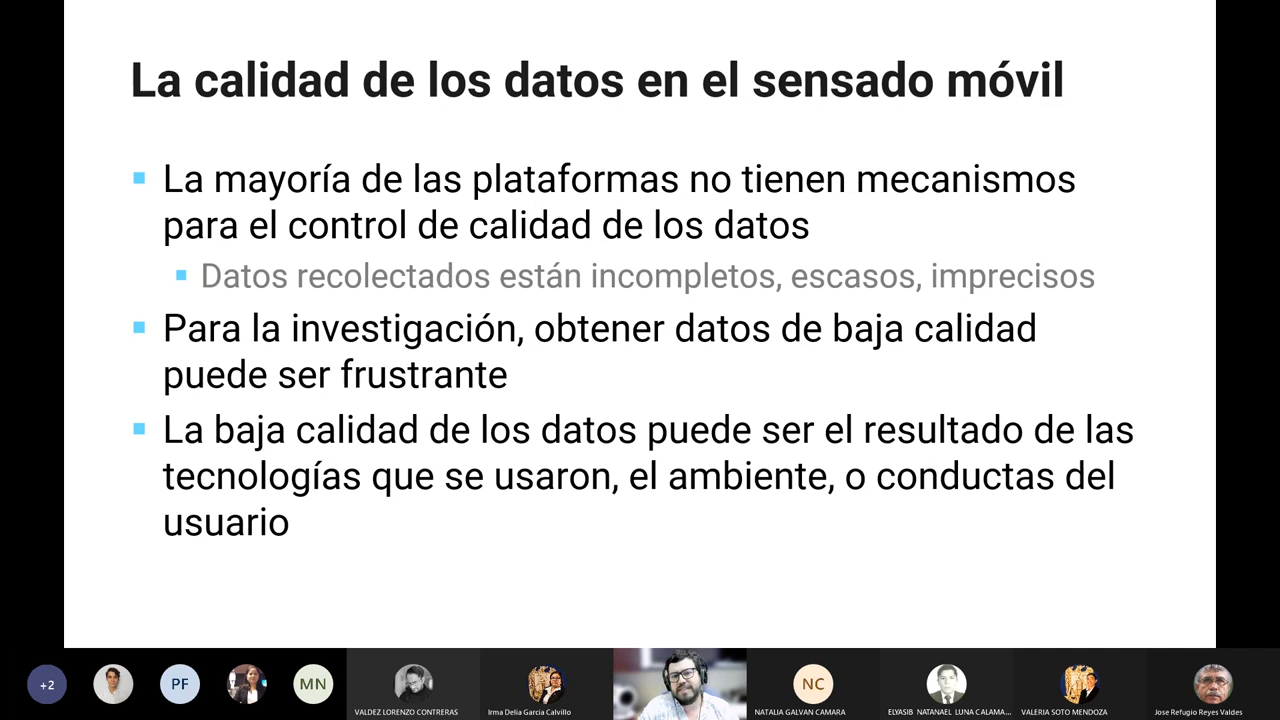 La calidad de los datos en el sensado móvil
La mayoría de las plataformas no tienen mecanismos
para el control de calidad de los datos
Datos recolectados están incompletos, escasos, imprecisos
Para la investigación, obtener datos de baja calidad
puede ser frustrante
La baja calidad de los datos puede ser el resultado de las
tecnologías que se usaron, el ambiente, o conductas del
usuario
+2
PF
MN
NC
VALDEZ LORENZO CONTRERAS
Irma Delia Garcia Calvillo
NATALIA GALVAN CAMARA
ELYASIB NATANAEL LUNA CALAMA...
VALERIA SOTO MENDOZA
Jose Refugio Reyes Valdes